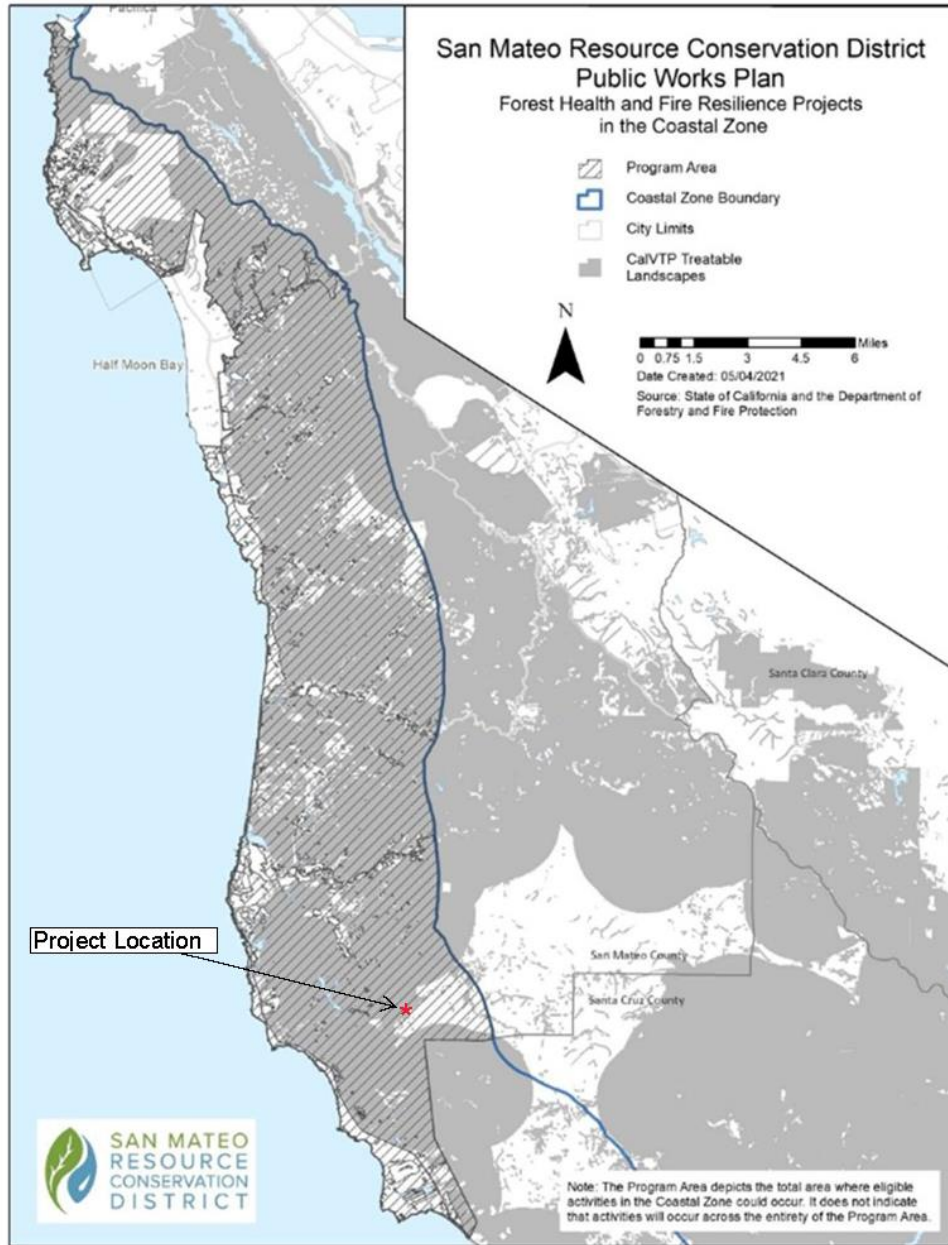 Pacifica
San Mateo Resource Conservation District
Public Works Plan
Forest Health and Fire Resilience Projects
in the Coastal Zone
Program Area
Coastal Zone Boundary
City Limits
CalVTP Treatable
Landscapes
N
Miles
0 0.75 1.5 3 4.5 6
Date Created: 05/04/2021
Source: State of California and the Department of
Forestry and Fire Protection
Half Moon Bay
Santa Clara County
Project Location
San Mateo County
Santa Cruz County
SAN MATEO
RESOURCE
CONSERVATION
DISTRICT
Note: The Program Area depicts the total area where eligible
activities in the Coastal Zone could occur. It does not indicate
that activities will occur across the entirety of the Program Area.